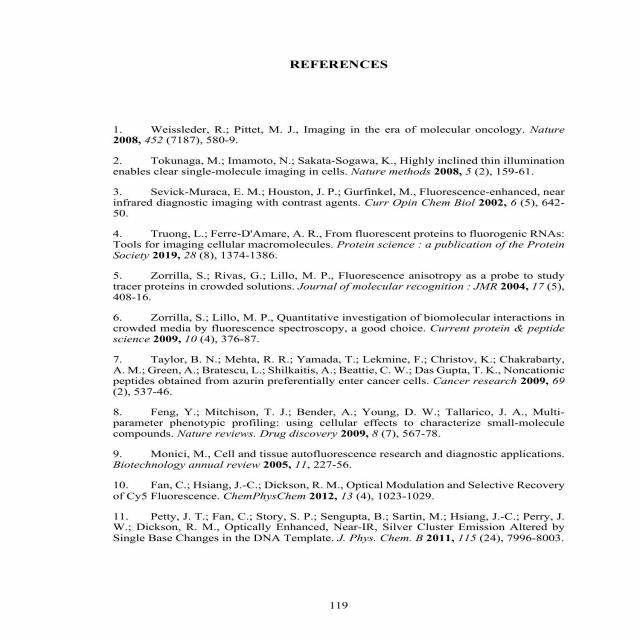 REFERENCES
1. Weissleder, R.; Pittet, M. J., Imaging in the era of molecular oncology. Nature
2008, 452 (7187), 580-9.
2. Tokunaga, M.; Imamoto, N.; Sakata-Sogawa, K., Highly inclined thin illumination
enables clear single-molecule imaging in cells. Nature methods 2008, 5 (2), 159-61.
3. Sevick-Muraca, E. M.; Houston, J. P.; Gurfinkel, M., Fluorescence-enhanced, near
infrared diagnostic imaging with contrast agents. Curr Opin Chem Biol 2002, 6 (5), 642-
50.
4. Truong, L.; Ferre-D'Amare, A. R., From fluorescent proteins to fluorogenic RNAs:
Tools for imaging cellular macromolecules. Protein science : a publication of the Protein
Society 2019, 28 (8), 1374-1386.
5. Zorrilla, S.; Rivas, G.; Lillo, M. P., Fluorescence anisotropy as a probe to study
tracer proteins in crowded solutions. Journal of molecular recognition : JMR 2004, 17 (5),
408-16.
6. Zorrilla, S.; Lillo, M. P., Quantitative investigation of biomolecular interactions in
crowded media by fluorescence spectroscopy, a good choice. Current protein & peptide
science 2009, 10 (4), 376-87.
7. Taylor, B. N.; Mehta, R. R.; Yamada, T.; Lekmine, F.; Christov, K.; Chakrabarty,
A. M.; Green, A.; Bratescu, L.; Shilkaitis, A.; Beattie, C. W.; Das Gupta, T. K., Noncationic
peptides obtained from azurin preferentially enter cancer cells. Cancer research 2009, 69
(2), 537-46.
8. Feng, Y.; Mitchison, T. J.; Bender, A.; Young, D. W.; Tallarico, J. A., Multi-
parameter phenotypic profiling: using cellular effects to characterize small-molecule
compounds. Nature reviews. Drug discovery 2009, 8 (7), 567-78.
9. Monici, M., Cell and tissue autofluorescence research and diagnostic applications.
Biotechnology annual review 2005, 11, 227-56.
10. Fan, C.; Hsiang, J.-C.; Dickson, R. M., Optical Modulation and Selective Recovery
of Cy5 Fluorescence. ChemPhysChem 2012, 13 (4), 1023-1029.
11. Petty, J. T.; Fan, C.; Story, S. P.; Sengupta, B.; Sartin, M.; Hsiang, J.-C.; Perry, J.
W.; Dickson, R. M., Optically Enhanced, Near-IR, Silver Cluster Emission Altered by
Single Base Changes in the DNA Template. J. Phys. Chem. B 2011, 115 (24), 7996-8003.
119